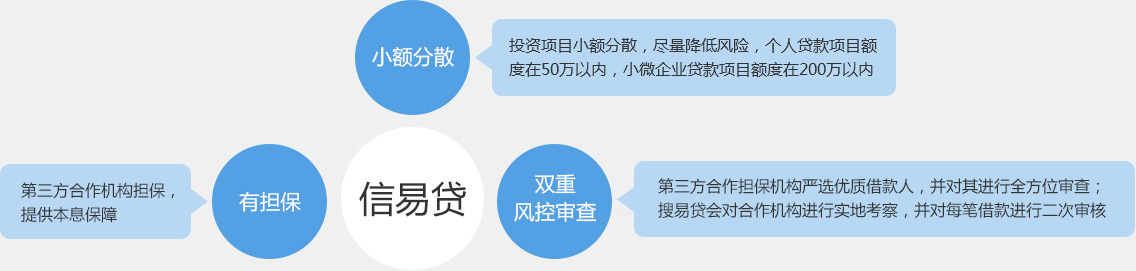 小额分散
投资项目小额分散，尽量降低风险，个人贷款项目额
度在50万以内，小微企业贷款项目额度在200万以内
第三方合作机构担保，
提供本息保障
有担保
信易贷
双重
风控审查
第三方合作担保机构严选优质借款人，并对其进行全方位审查；
搜易贷会对合作机构进行实地考察，并对每笔借款进行二次审核